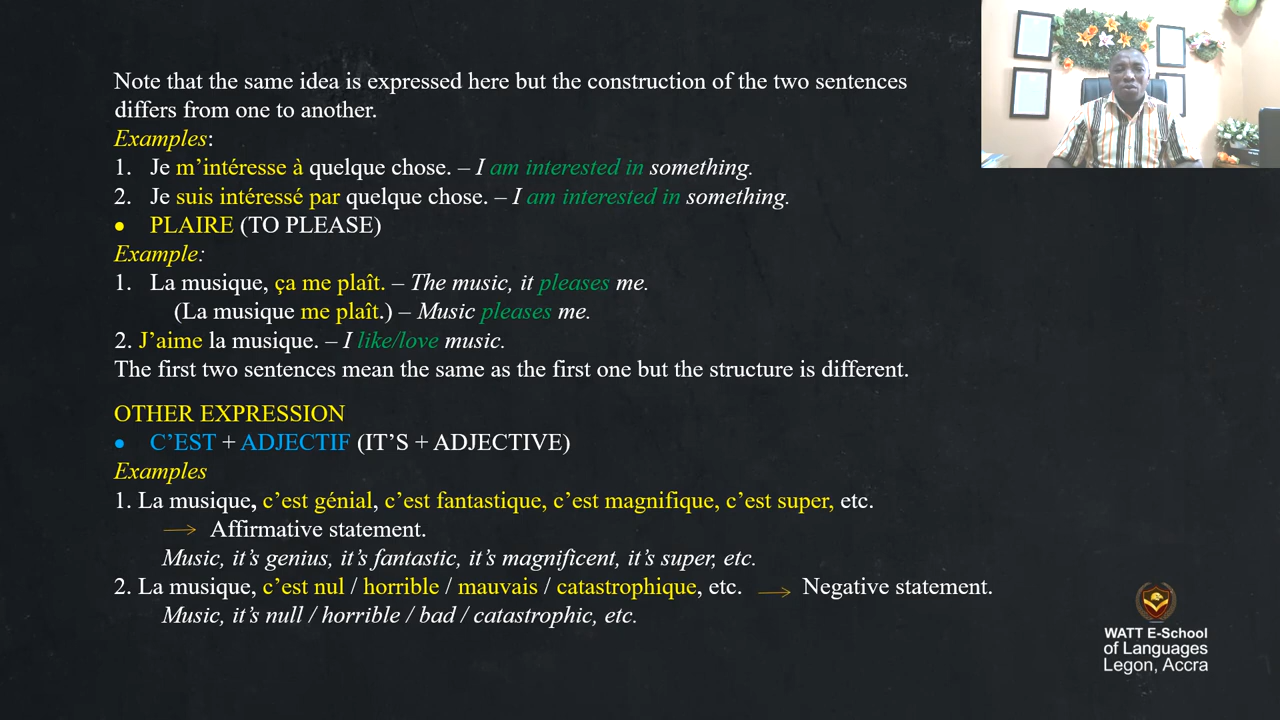 Note that the same idea is expressed here but the construction of the two sentences
differs from one to another.
Examples:
1. Je m’intéresse à quelque chose. – I am interested in something.
2. Je suis intéressé par quelque chose. – I am interested in something.
• PLAIRE (TO PLEASE)
Example:
1. La musique, ça me plaît. – The music, it pleases me.
(La musique me plaît.) – Music pleases me.
2. J’aime la musique. – I like/love music.
The first two sentences mean the same as the first one but the structure is different.
OTHER EXPRESSION
• C’EST + ADJECTIF (IT’S + ADJECTIVE)
Examples
1. La musique, c’est génial, c’est fantastique, c’est magnifique, c’est super, etc.
→ Affirmative statement.
Music, it’s genius, it’s fantastic, it’s magnificent, it’s super, etc.
2. La musique, c’est nul / horrible / mauvais / catastrophique, etc. → Negative statement.
Music, it’s null / horrible / bad / catastrophic, etc.
WATT E-School
of Languages
Legon, Accra